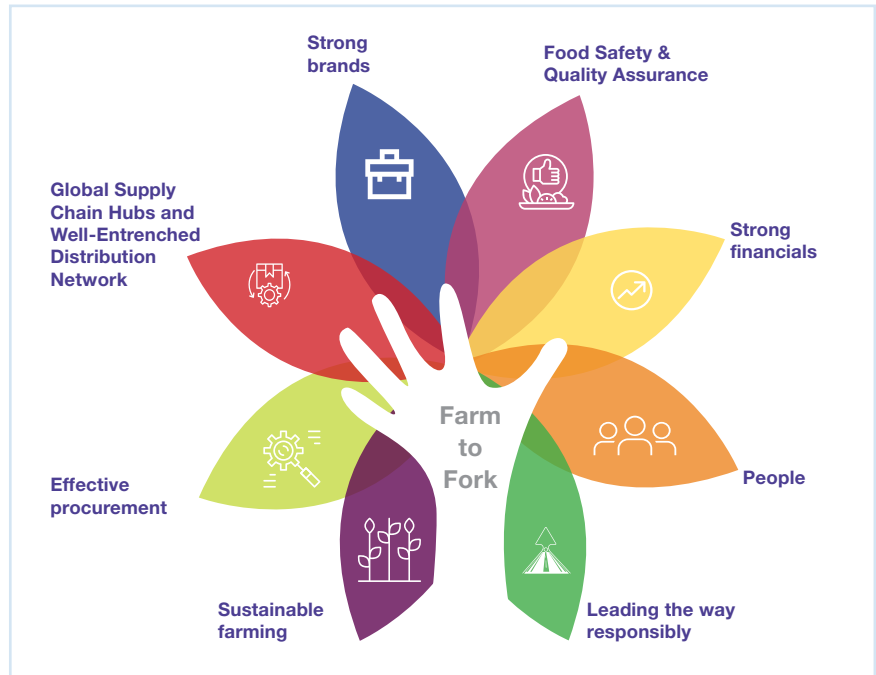 Strong
brands
Food Safety &
Quality Assurance
Global Supply
Chain Hubs and
Well-Entrenched
Distribution
Network
Strong
financials
Farm
to
Fork
Effective
procurement
People
Sustainable
farming
Leading the way
responsibly